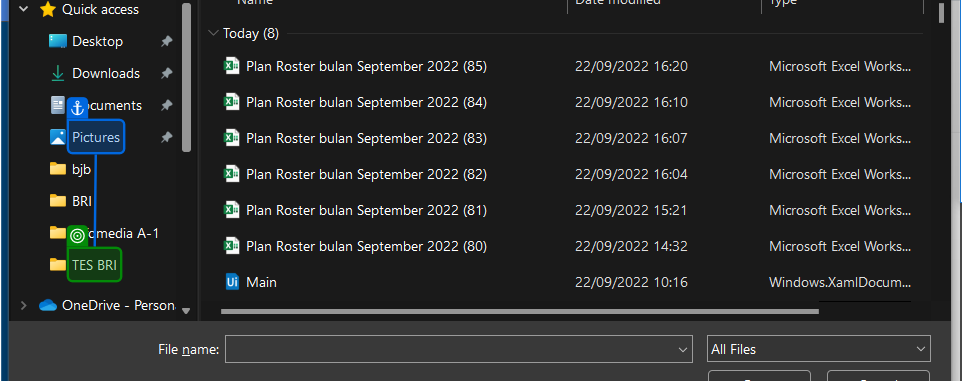 Quick access
Name
Date modified
Type
Today (8)
Desktop
Downloads
ocuments
Pictures
bjb
BRI
media A-1
TES BRI
OneDrive - Persona
Plan Roster bulan September 2022 (85) 22/09/2022 16:20 Microsoft Excel Works...
Plan Roster bulan September 2022 (84) 22/09/2022 16:10 Microsoft Excel Works...
Plan Roster bulan September 2022 (83) 22/09/2022 16:07 Microsoft Excel Works...
Plan Roster bulan September 2022 (82) 22/09/2022 16:04 Microsoft Excel Works...
Plan Roster bulan September 2022 (81) 22/09/2022 15:21 Microsoft Excel Works...
Plan Roster bulan September 2022 (80) 22/09/2022 14:32 Microsoft Excel Works...
Ui Main 22/09/2022 10:16 Windows.XamlDocum...
File name:
All Files